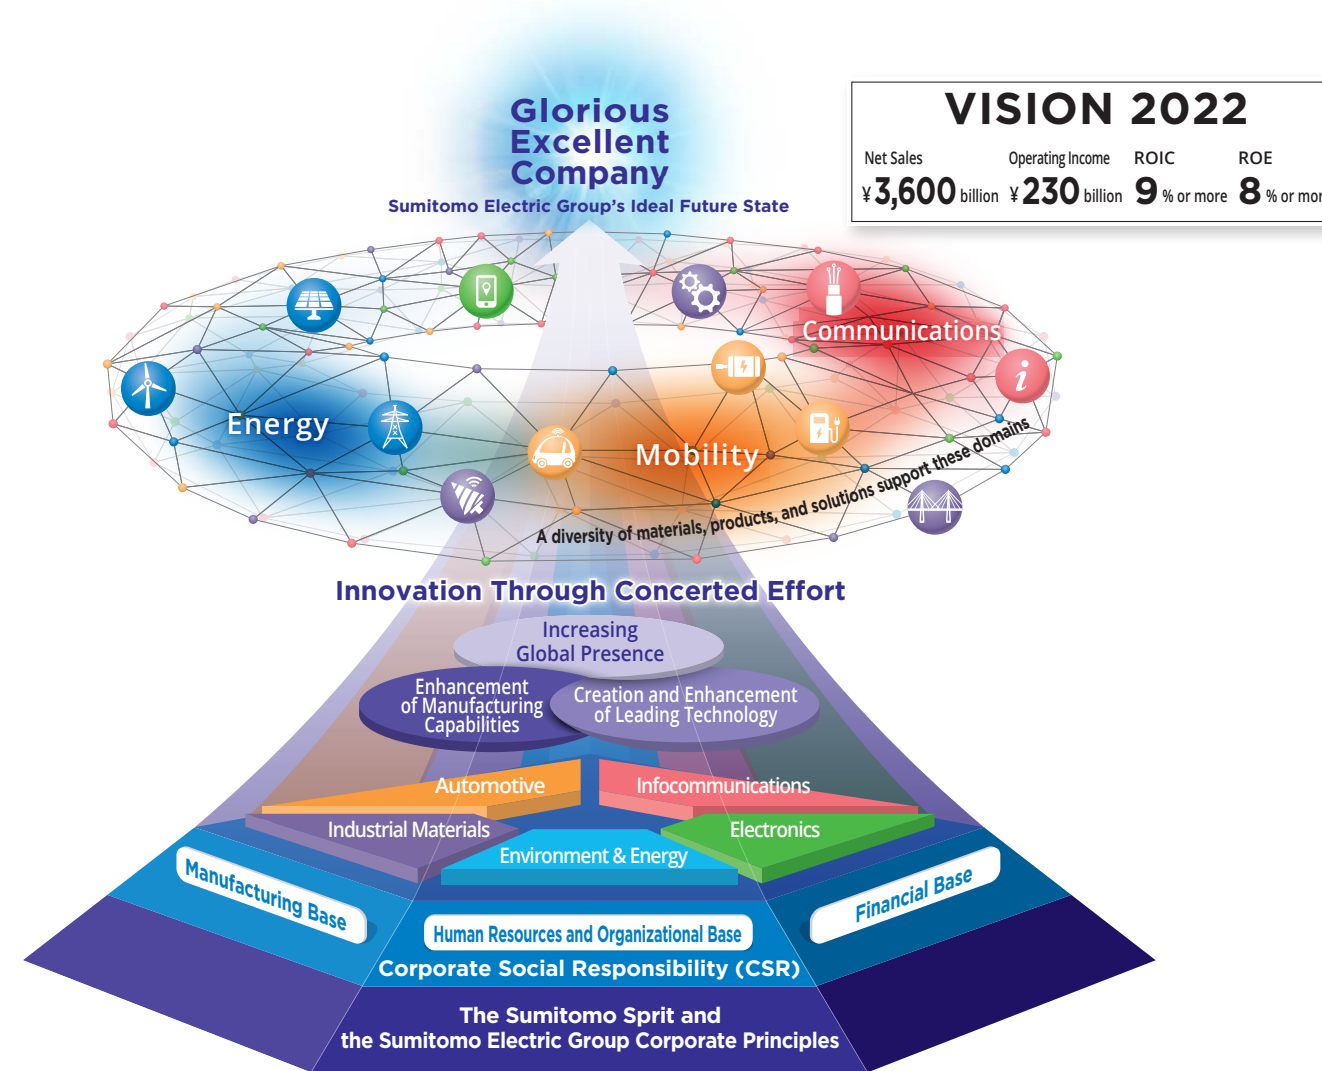 Glorious
Excellent
Company
Sumitomo Electric Group's Ideal Future State
VISION 2022
Net Sales
¥3,600 billion
Operating Income
¥230 billion
ROIC
9 % or more
ROE
8 % or mor
Communications
i
Energy
Mobility
A diversity of materials, products, and solutions support these domains
Innovation Through Concerted Effort
Increasing
Global Presence
Enhancement
of Manufacturing
Capabilities
Creation and Enhancement
of Leading Technology
Automotive
Infocommunications
Industrial Materials
Electronics
Environment & Energy
Manufacturing Base
Financial Base
Human Resources and Organizational Base
Corporate Social Responsibility (CSR)
The Sumitomo Sprit and
the Sumitomo Electric Group Corporate Principles